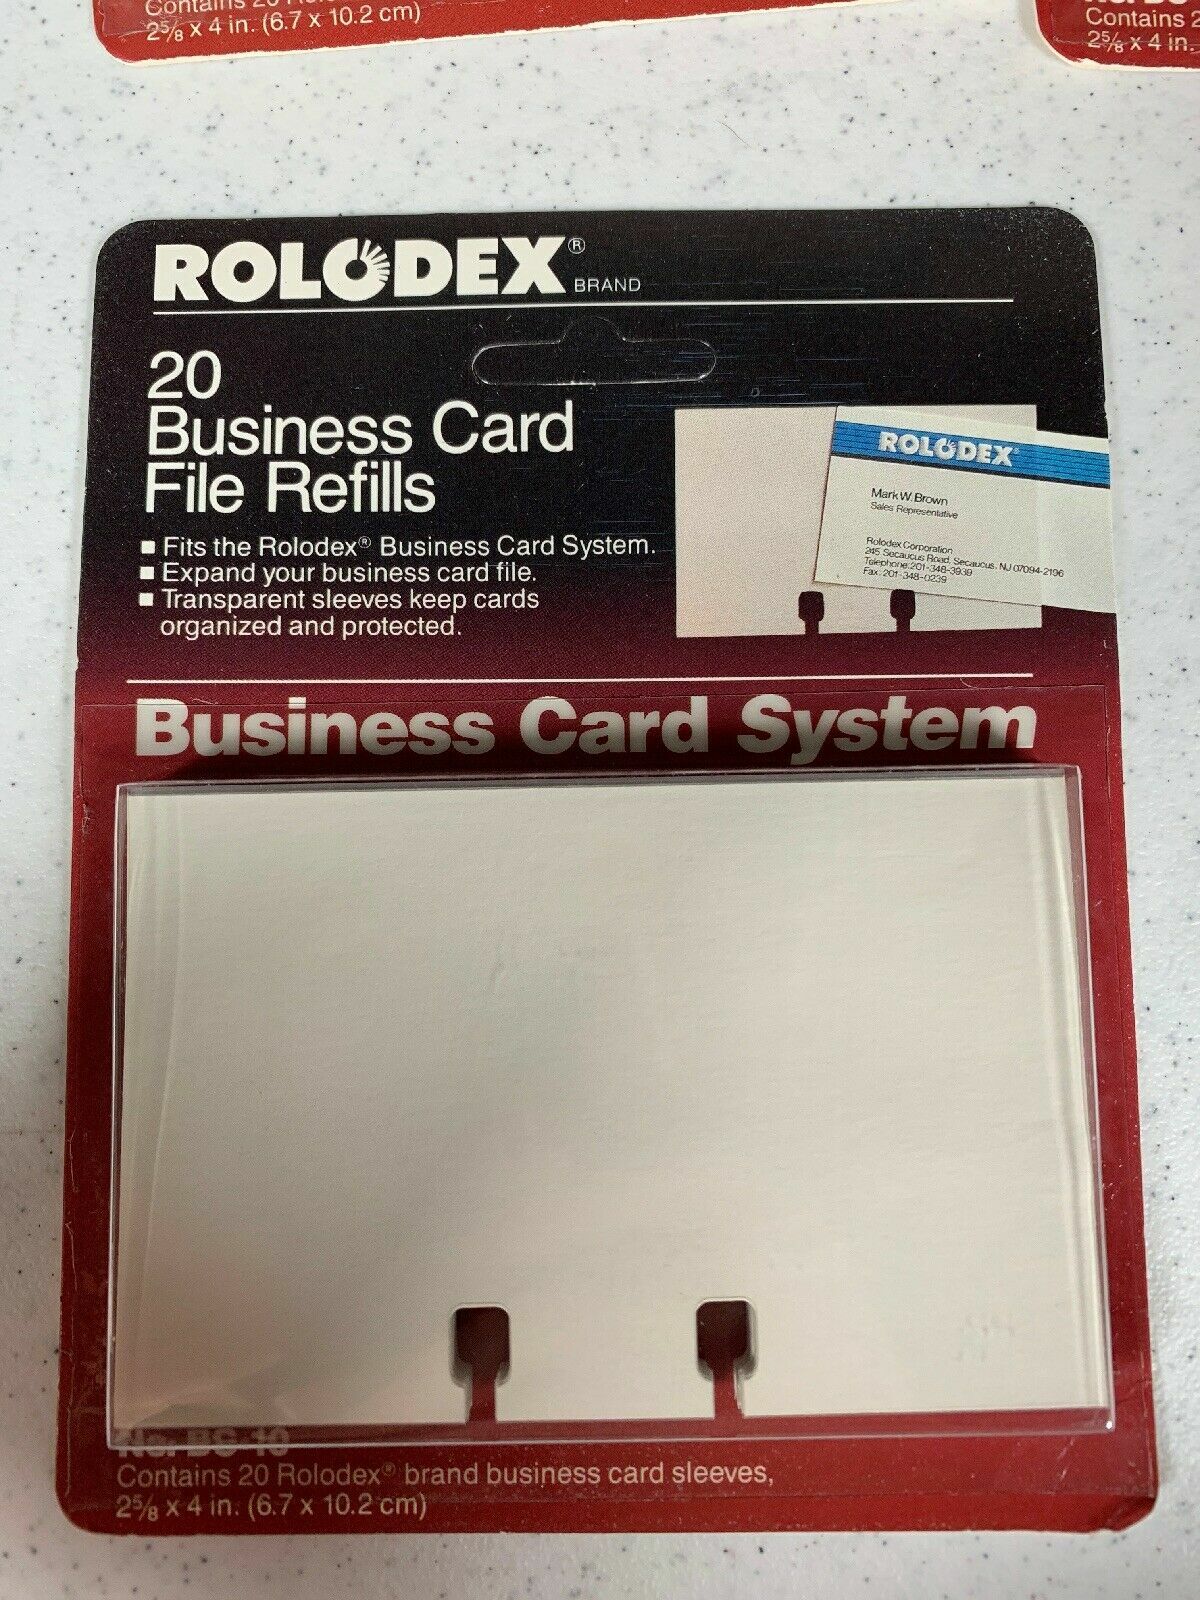 Contains 20
2⅝ x 4 in. (6.7 x 10.2 cm)
Contains 2
2⅝ x 4 in.
ROLODEX® BRAND
20
Business Card
File Refills
■ Fits the Rolodex® Business Card System.
■ Expand your business card file.
■ Transparent sleeves keep cards
organized and protected.
ROLODEX®
Mark W. Brown
Sales Representative
Rolodex Corporation
245 Secaucus Road, Secaucus, NJ 07094-2196
Telephone: 201-348-3939
Fax: 201-348-0239
Business Card System
No. BC-10
Contains 20 Rolodex® brand business card sleeves,
2⅝ x 4 in. (6.7 x 10.2 cm)